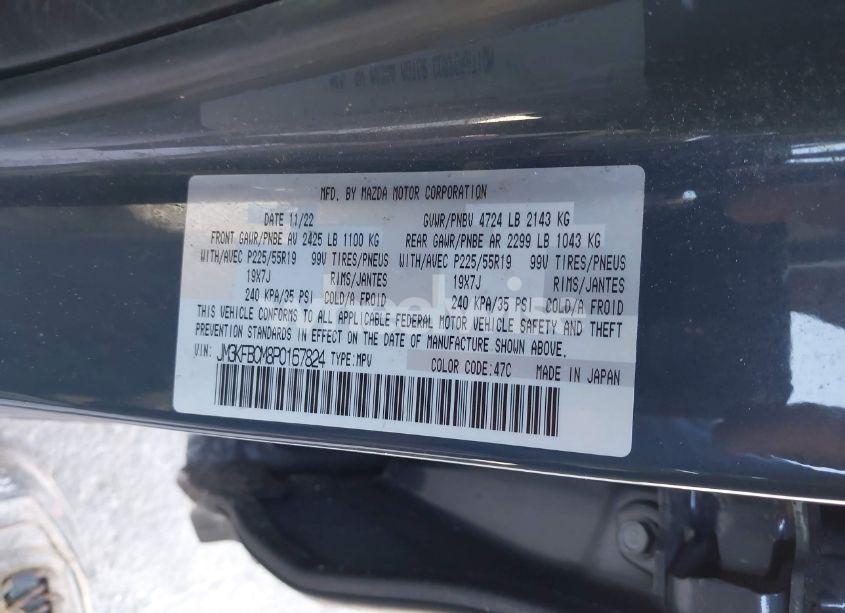 MFD. BY MAZDA MOTOR CORPORATION
DATE 11/22 GVWR/PNBV 4724 LB 2143 KG
FRONT GAWR/PNBE AV 2425 LB 1100 KG REAR GAWR/PNBE AR 2299 LB 1043 KG
WITH/AVEC P225/55R19 99V TIRES/PNEUS WITH/AVEC P225/55R19 99V TIRES/PNEUS
19X7J RIMS/JANTES 19X7J RIMS/JANTES
240 KPA/35 PSI COLD/A FROID 240 KPA/35 PSI COLD/A FROID
THIS VEHICLE CONFORMS TO ALL APPLICABLE FEDERAL MOTOR VEHICLE SAFETY AND THEFT
PREVENTION STANDARDS IN EFFECT ON THE DATE OF MANUFACTURE SHOWN ABOVE.
VIN: JM3KFBCM8P0167824 TYPE:MPV COLOR CODE:47C MADE IN JAPAN